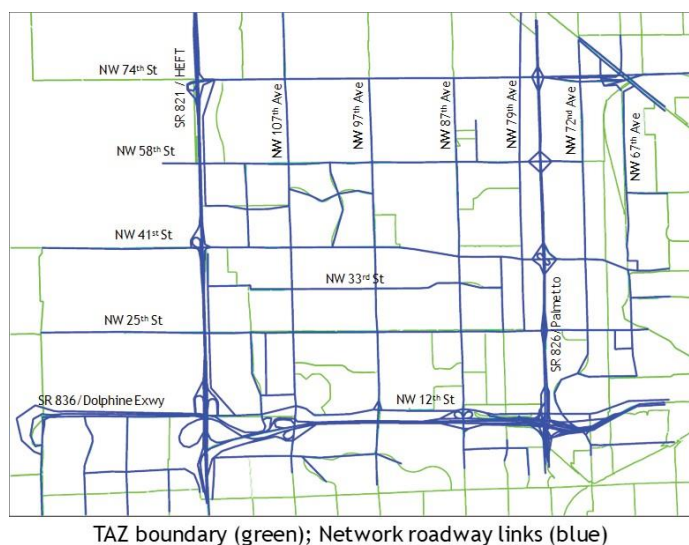 NW 74th St
SR 821 / HEFT
NW 107th Ave
NW 97th Ave
NW 87th Ave
NW 79th Ave
NW 72nd Ave
NW 67th Ave
NW 58th St
NW 41st St
NW 33rd St
NW 25th St
SR 826/Palmetto
SR 836/Dolphine Exwy
NW 12th St
TAZ boundary (green); Network roadway links (blue)